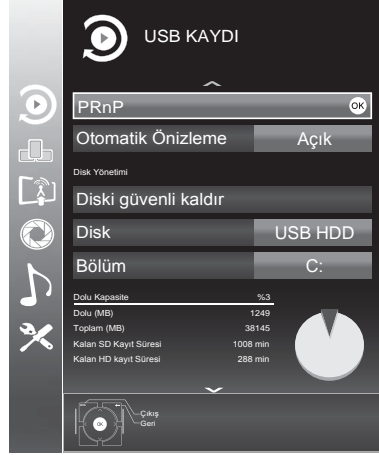 USB KAYDI
PRnP OK
Otomatik Önizleme Açık
Disk Yönetimi
Diski güvenli kaldır
Disk USB HDD
Bölüm C:
Dolu Kapasite %3
Dolu (MB) 1249
Toplam (MB) 38145
Kalan SD Kayıt Süresi 1008 min
Kalan HD kayıt Süresi 288 min
Çıkış
Geri
OK